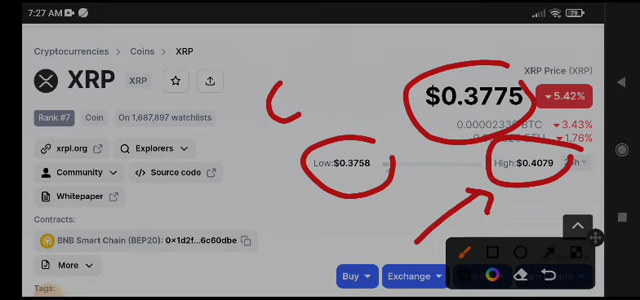 7:27 AM
79
Cryptocurrencies > Coins > XRP
XRP XRP
XRP Price (XRP)
$0.3775 5.42%
Rank #7 Coin On 1,687,897 watchlists
BTC 3.43%
1.76%
xrpl.org Explorers
Low:$0.3758 High:$0.4079
Community Source code
Whitepaper
Contracts:
BNB Smart Chain (BEP20): 0x1d2f...6c60dbe
More
Buy Exchange
Tags: